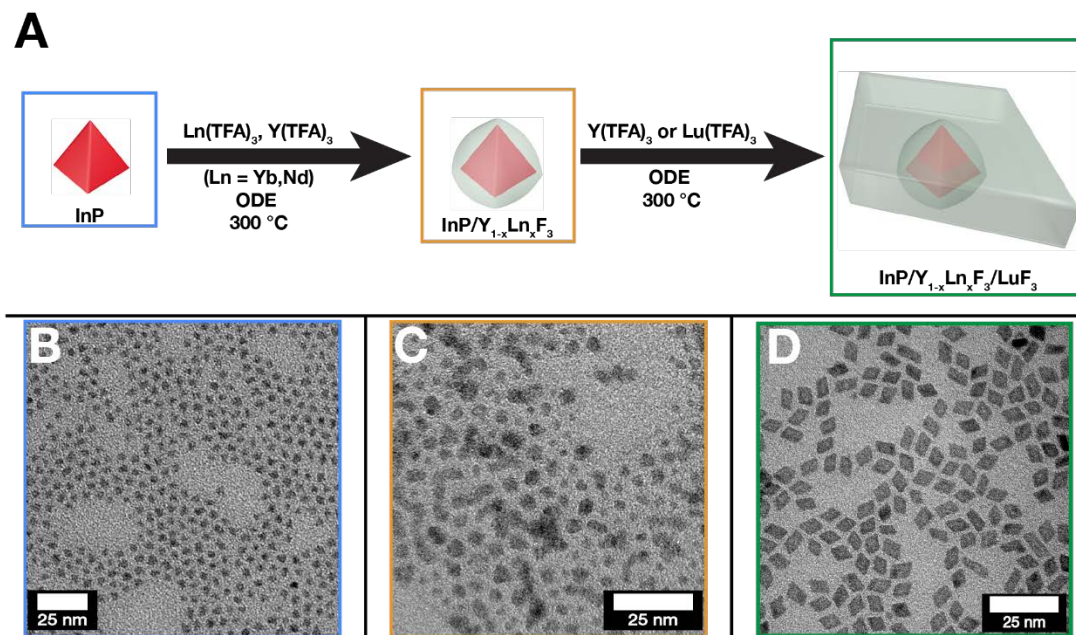 A
InP
Ln(TFA)₃, Y(TFA)₃
(Ln = Yb,Nd)
ODE
300 °C
InP/Y₁₋ₓLnₓF₃
Y(TFA)₃ or Lu(TFA)₃
ODE
300 °C
InP/Y₁₋ₓLnₓF₃/LuF₃
B
25 nm
C
25 nm
D
25 nm